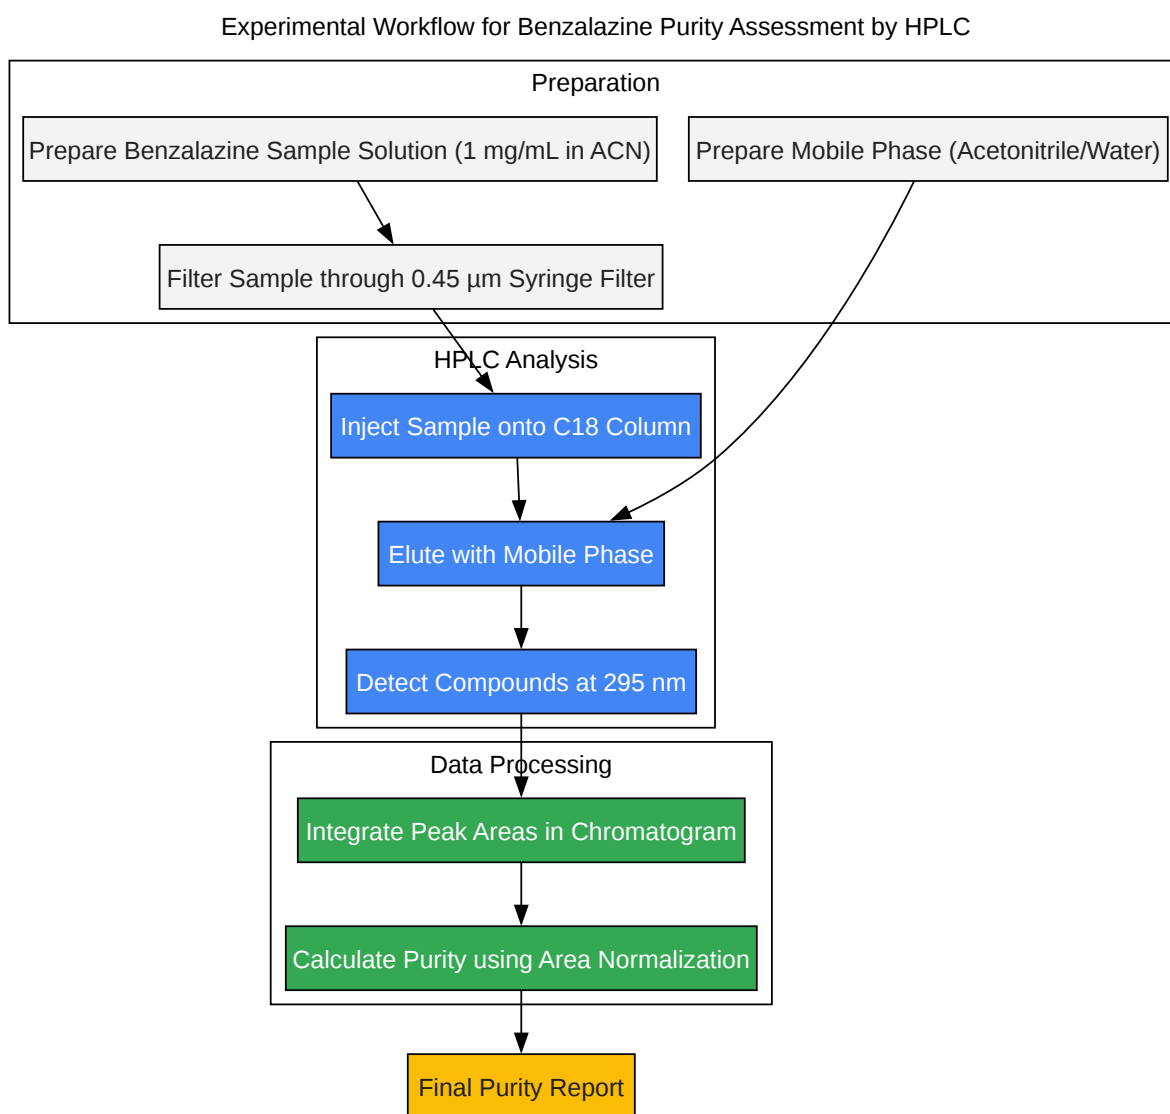 Experimental Workflow for Benzalazine Purity Assessment by HPLC
Preparation
Prepare Benzalazine Sample Solution (1 mg/mL in ACN)
Prepare Mobile Phase (Acetonitrile/Water)
Filter Sample through 0.45 µm Syringe Filter
HPLC Analysis
Inject Sample onto C18 Column
Elute with Mobile Phase
Detect Compounds at 295 nm
Data Processing
Integrate Peak Areas in Chromatogram
Calculate Purity using Area Normalization
Final Purity Report